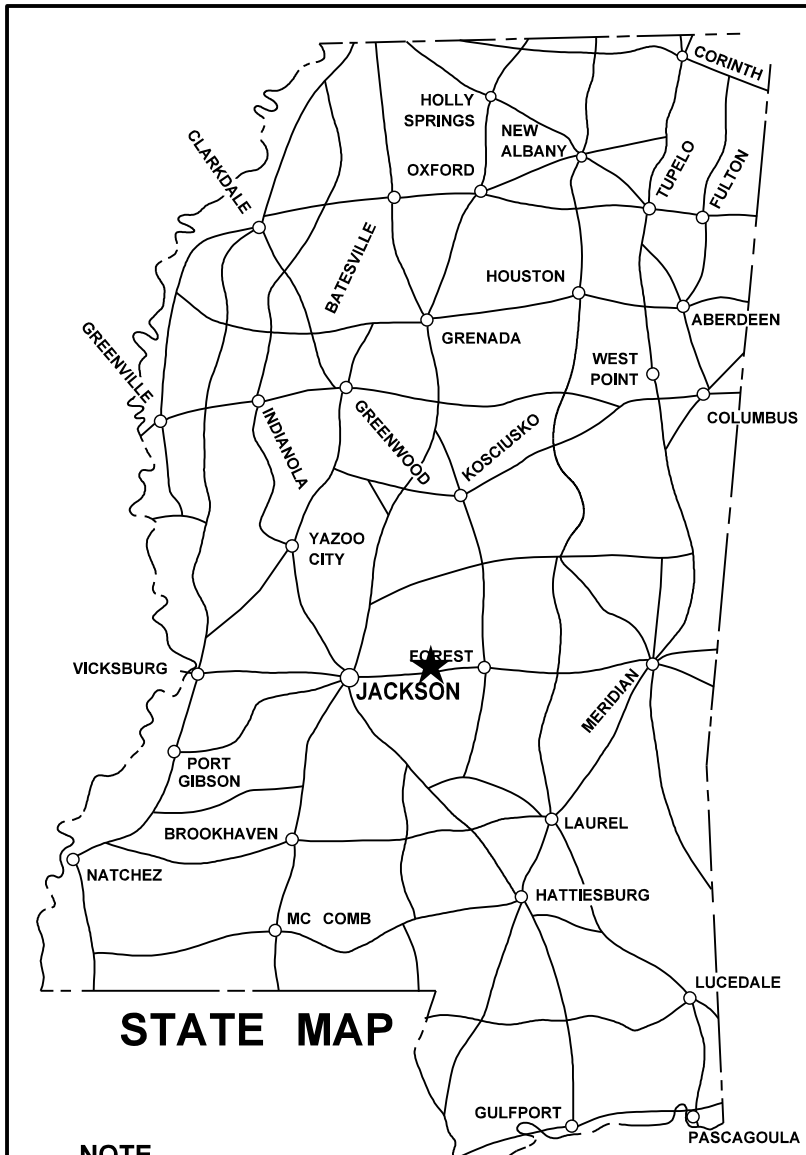 CORINTH
HOLLY
SPRINGS
NEW
ALBANY
CLARKDALE
OXFORD
TUPELO
FULTON
BATESVILLE
HOUSTON
ABERDEEN
GRENADA
GREENVILLE
WEST
POINT
COLUMBUS
INDIANOLA
GREENWOOD
KOSCIUSKO
YAZOO
CITY
VICKSBURG
FOREST
JACKSON
MERIDIAN
PORT
GIBSON
BROOKHAVEN
LAUREL
NATCHEZ
HATTIESBURG
MC COMB
LUCEDALE
STATE MAP
GULFPORT
PASCAGOULA
NOTE